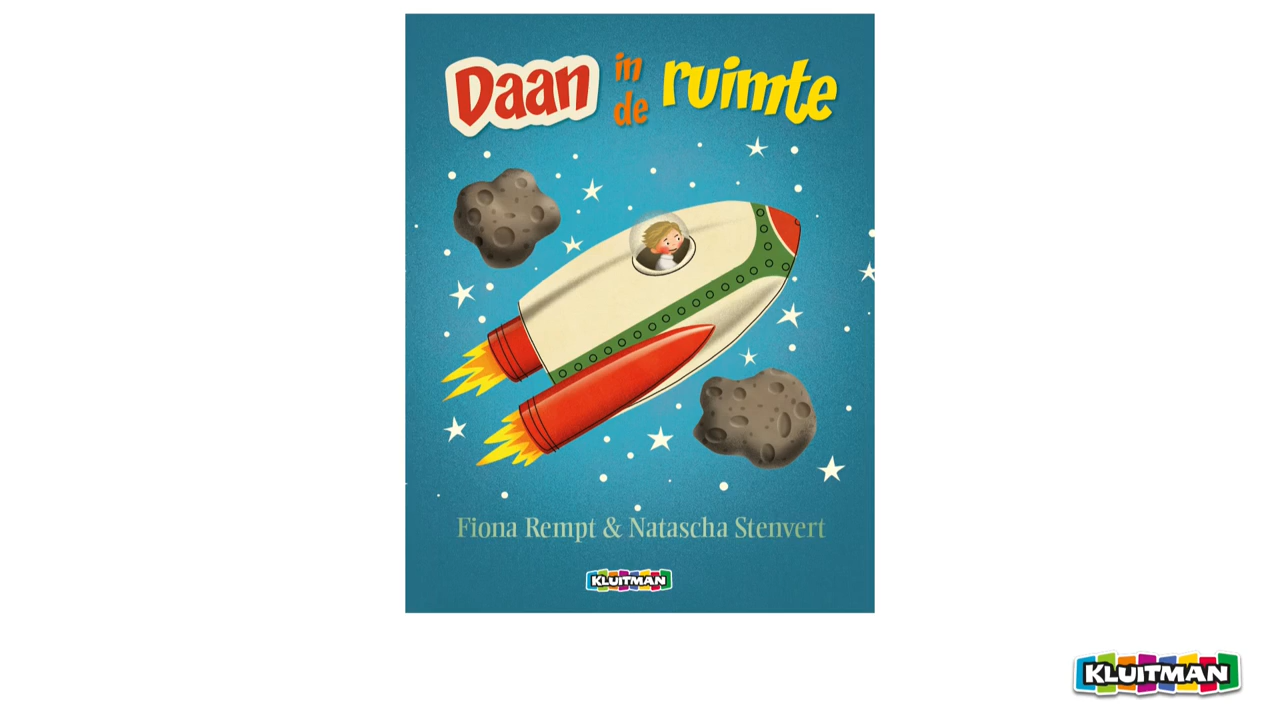 Daan in de ruimte
Fiona Rempt & Natascha Stenvert
KLUITMAN
KLUITMAN